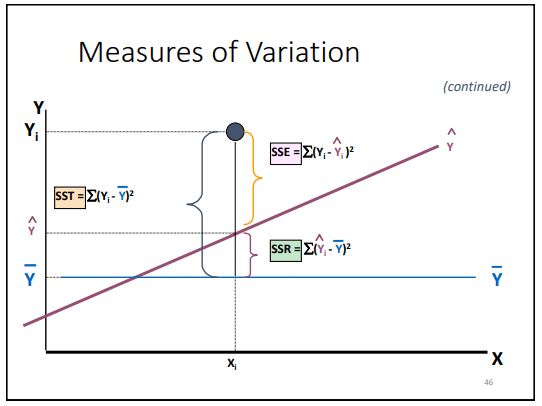 Measures of Variation
(continued)
Y
Yᵢ
SSE = ∑(Yᵢ - Ŷᵢ)²
Ŷ
SST = ∑(Yᵢ - Y̅)²
Ŷ
SSR = ∑(Ŷᵢ - Y̅)²
Y̅
Y̅
X
Xᵢ
46